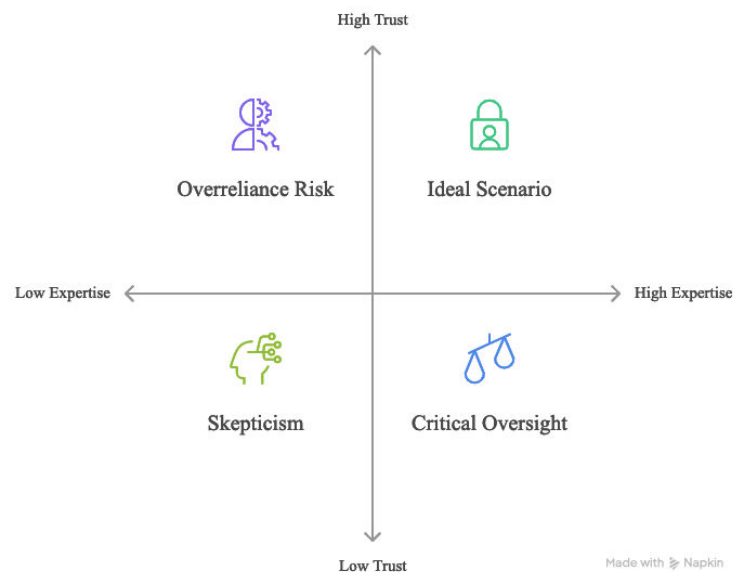 High Trust
Overreliance Risk
Ideal Scenario
Low Expertise
High Expertise
Skepticism
Critical Oversight
Low Trust
Made with Napkin